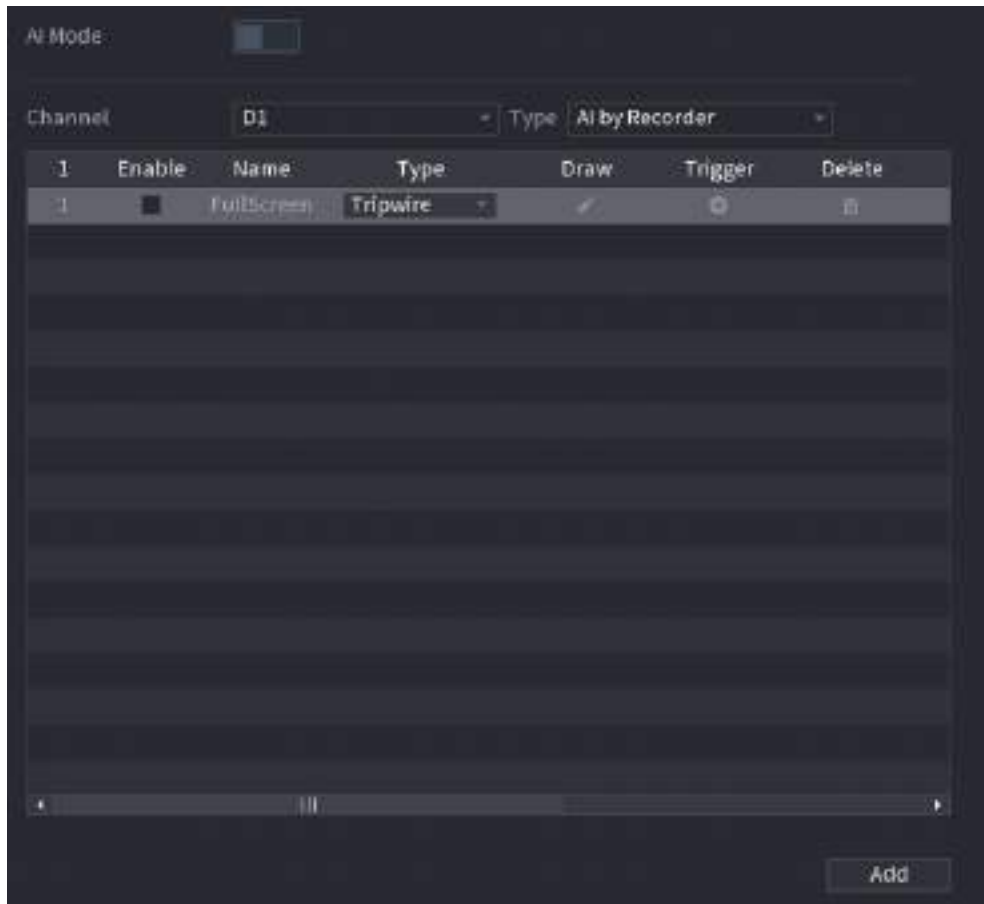 AI Mode
Channel D1 Type AI by Recorder
1 Enable Name Type Draw Trigger Delete
1 FullScreen Tripwire
Add